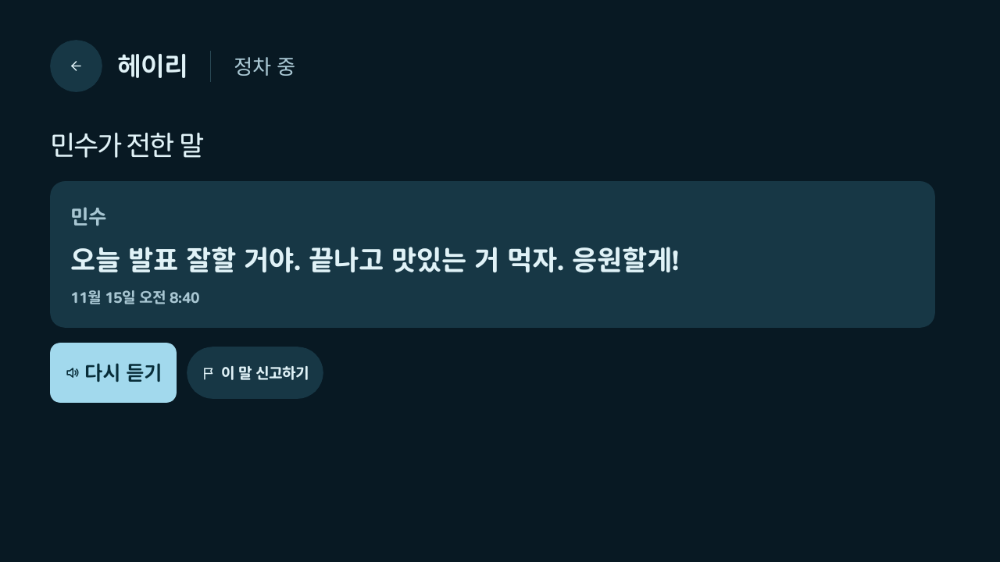 헤이리
정차 중
민수가 전한 말
민수
오늘 발표 잘할 거야. 끝나고 맛있는 거 먹자. 응원할게!
11월 15일 오전 8:40
다시 듣기
이 말 신고하기